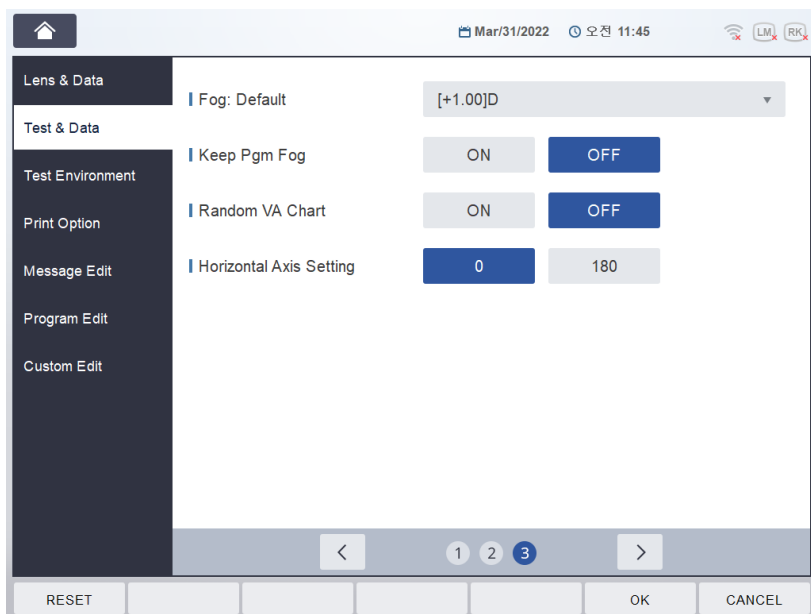 Mar/31/2022 오전 11:45 LM RK
Lens & Data
Test & Data
Test Environment
Print Option
Message Edit
Program Edit
Custom Edit
Fog: Default [+1.00]D
Keep Pgm Fog ON OFF
Random VA Chart ON OFF
Horizontal Axis Setting 0 180
1 2 3
RESET OK CANCEL